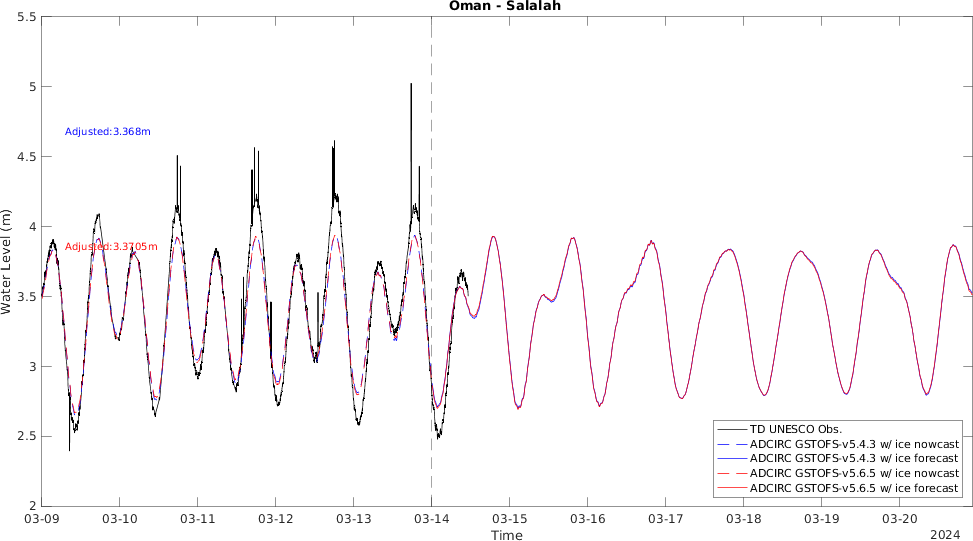 Oman - Salalah
5.5
5
4.5
4
3.5
3
2.5
2
Water Level (m)
Adjusted:3.368m
Adjusted:3.3705m
TD UNESCO Obs.
ADCIRC GSTOFS-v5.4.3 w/ ice nowcast
ADCIRC GSTOFS-v5.4.3 w/ ice forecast
ADCIRC GSTOFS-v5.6.5 w/ ice nowcast
ADCIRC GSTOFS-v5.6.5 w/ ice forecast
03-09 03-10 03-11 03-12 03-13 03-14 03-15 03-16 03-17 03-18 03-19 03-20
Time
2024